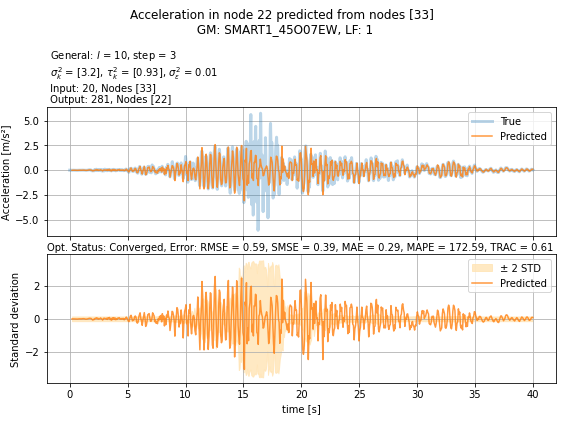 Acceleration in node 22 predicted from nodes [33]
GM: SMART1_45O07EW, LF: 1
General: l = 10, step = 3
σ²ₖ = [3.2], τ²ₖ = [0.93], σ²ε = 0.01
Input: 20, Nodes [33]
Output: 281, Nodes [22]
Acceleration [m/s²]
5.0
2.5
0.0
−2.5
−5.0
True
Predicted
Opt. Status: Converged, Error: RMSE = 0.59, SMSE = 0.39, MAE = 0.29, MAPE = 172.59, TRAC = 0.61
Standard deviation
2
0
−2
± 2 STD
Predicted
0 5 10 15 20 25 30 35 40
time [s]